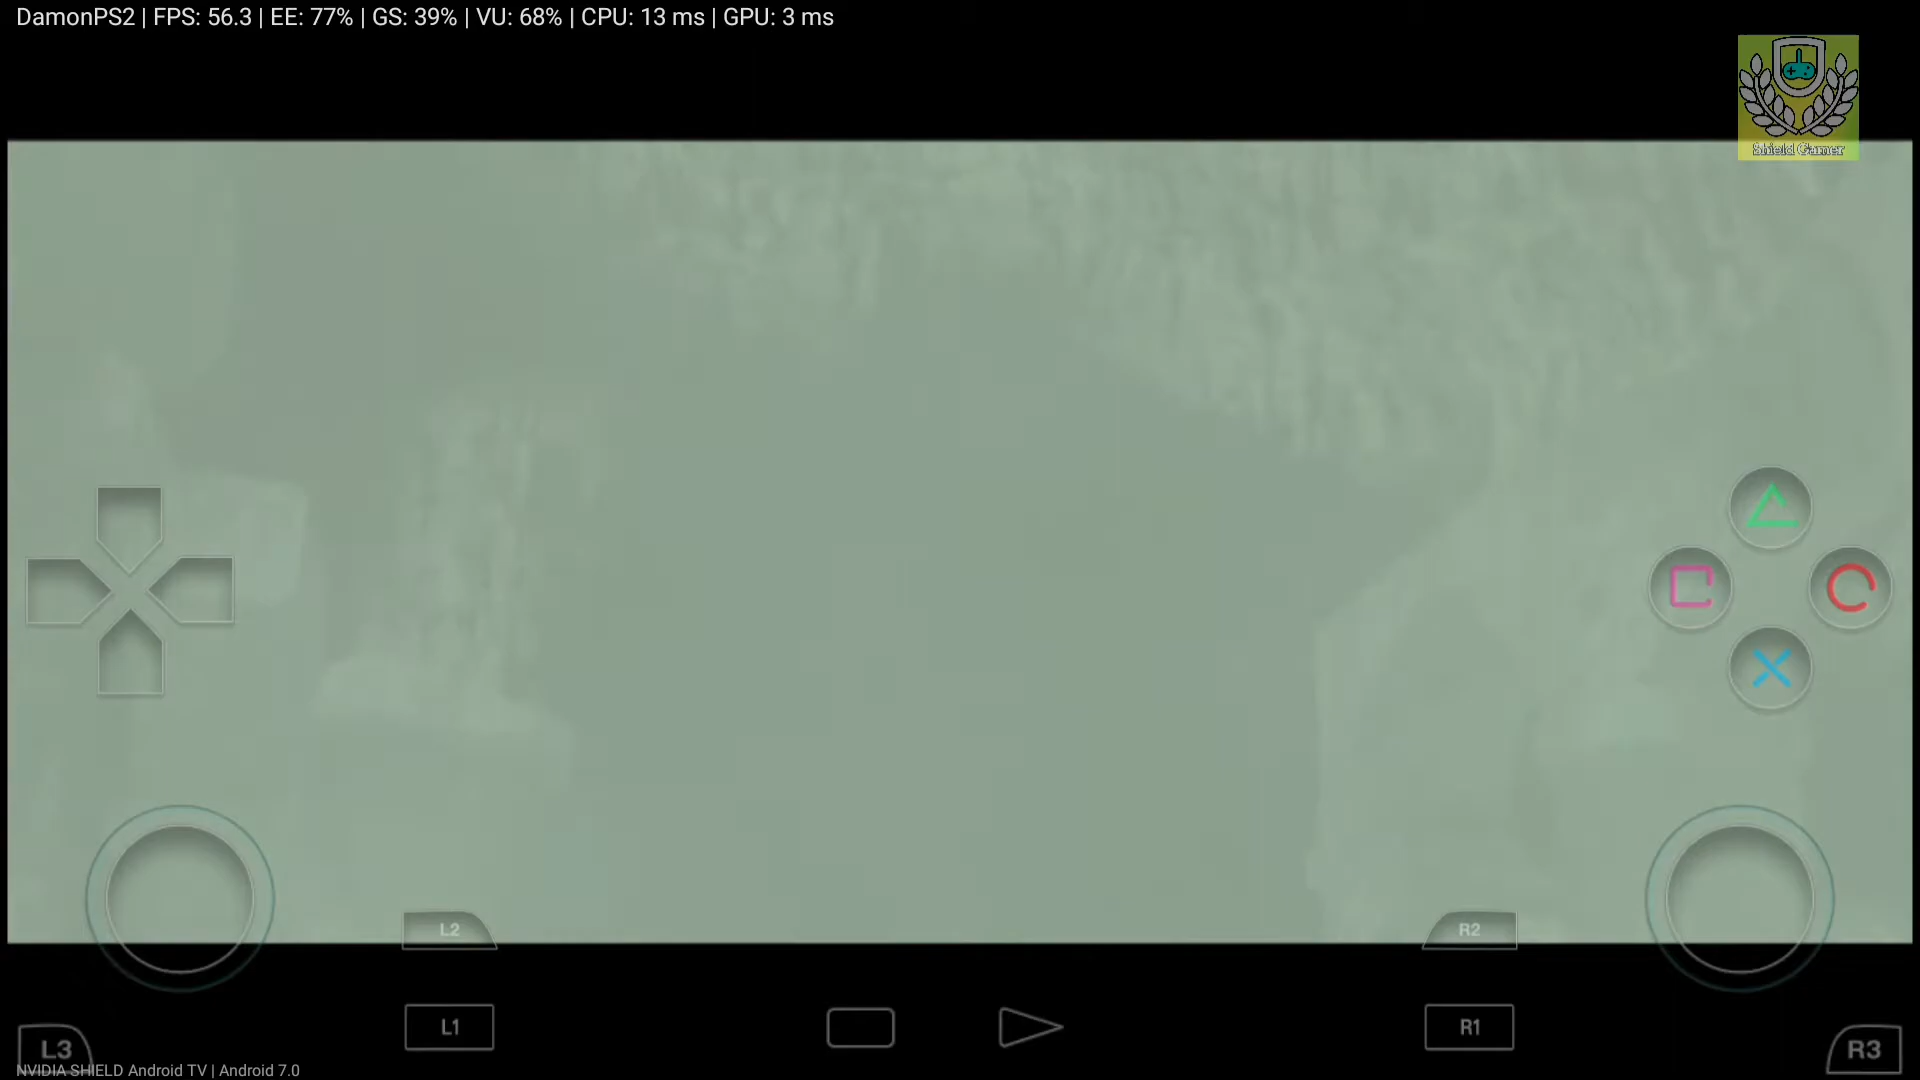 DamonPS2 | FPS: 56.3 | EE: 77% | GS: 39% | VU: 68% | CPU: 13 ms | GPU: 3 ms
Shield Gamer
L2
R2
L1
R1
L3
R3
NVIDIA SHIELD Android TV | Android 7.0